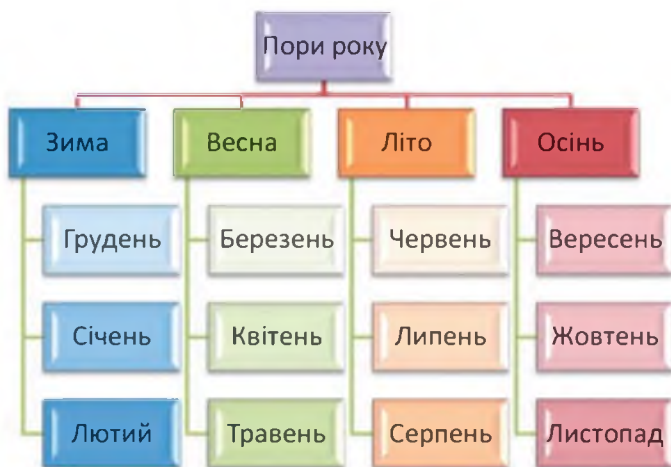 Пори року
Зима
Весна
Літо
Осінь
Грудень
Березень
Червень
Вересень
Січень
Квітень
Липень
Жовтень
Лютий
Травень
Серпень
Листопад